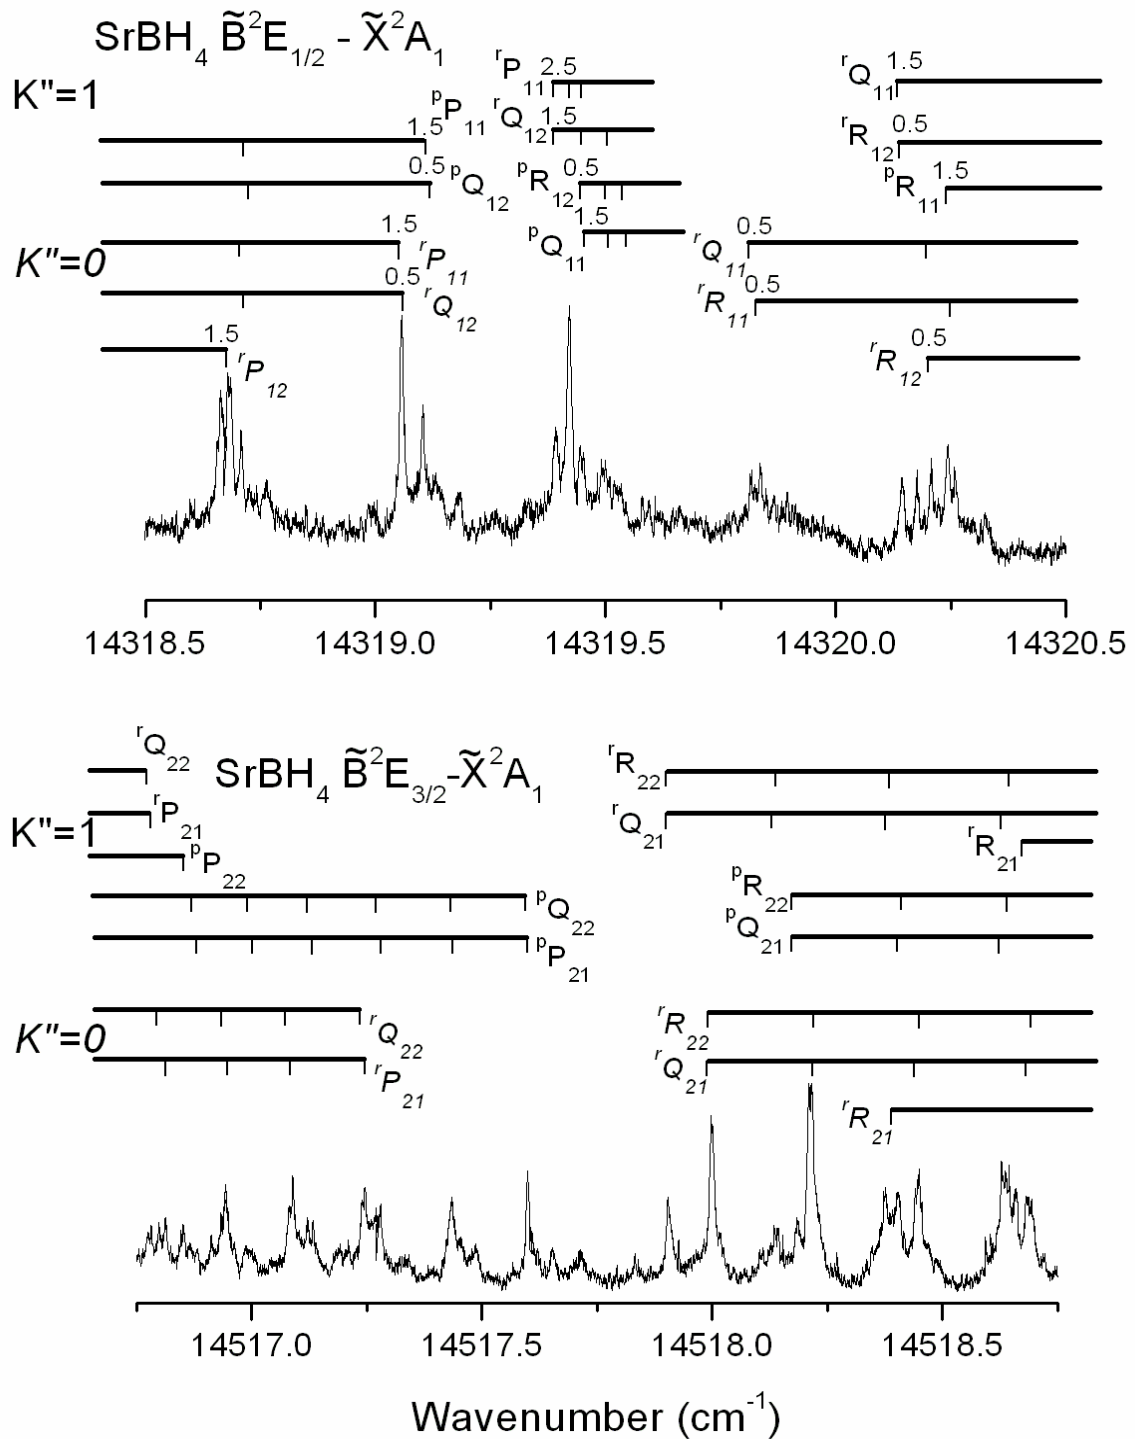 SrBH₄ B̃²E₁/₂ - X̃²A₁
K"=1
ʳP₁₁ 2.5
ʳQ₁₁ 1.5
ᵖP₁₁ 1.5
ʳQ₁₂ 1.5
ʳR₁₂ 0.5
0.5 ᵖQ₁₂
ᵖR₁₂ 0.5
ᵖR₁₁ 1.5
K"=0
1.5 ʳP₁₁
ᵖQ₁₁ 1.5
ʳQ₁₁ 0.5
0.5 ʳQ₁₂
ʳR₁₁ 0.5
1.5 ʳP₁₂
ʳR₁₂ 0.5
14318.5 14319.0 14319.5 14320.0 14320.5
ʳQ₂₂
SrBH₄ B̃²E₃/₂-X̃²A₁
ʳR₂₂
K"=1
ʳP₂₁
ʳQ₂₁
ʳR₂₁
ᵖP₂₂
ᵖR₂₂
ᵖQ₂₂
ᵖQ₂₁
ᵖP₂₁
K"=0
ʳQ₂₂
ʳR₂₂
ʳP₂₁
ʳQ₂₁
ʳR₂₁
14517.0 14517.5 14518.0 14518.5
Wavenumber (cm⁻¹)